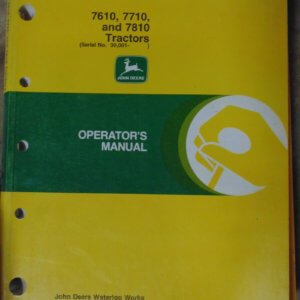 7610, 7710,
and 7810
Tractors
(Serial No. 30,001- )
JOHN DEERE
OPERATOR'S
MANUAL
John Deere Waterloo Works